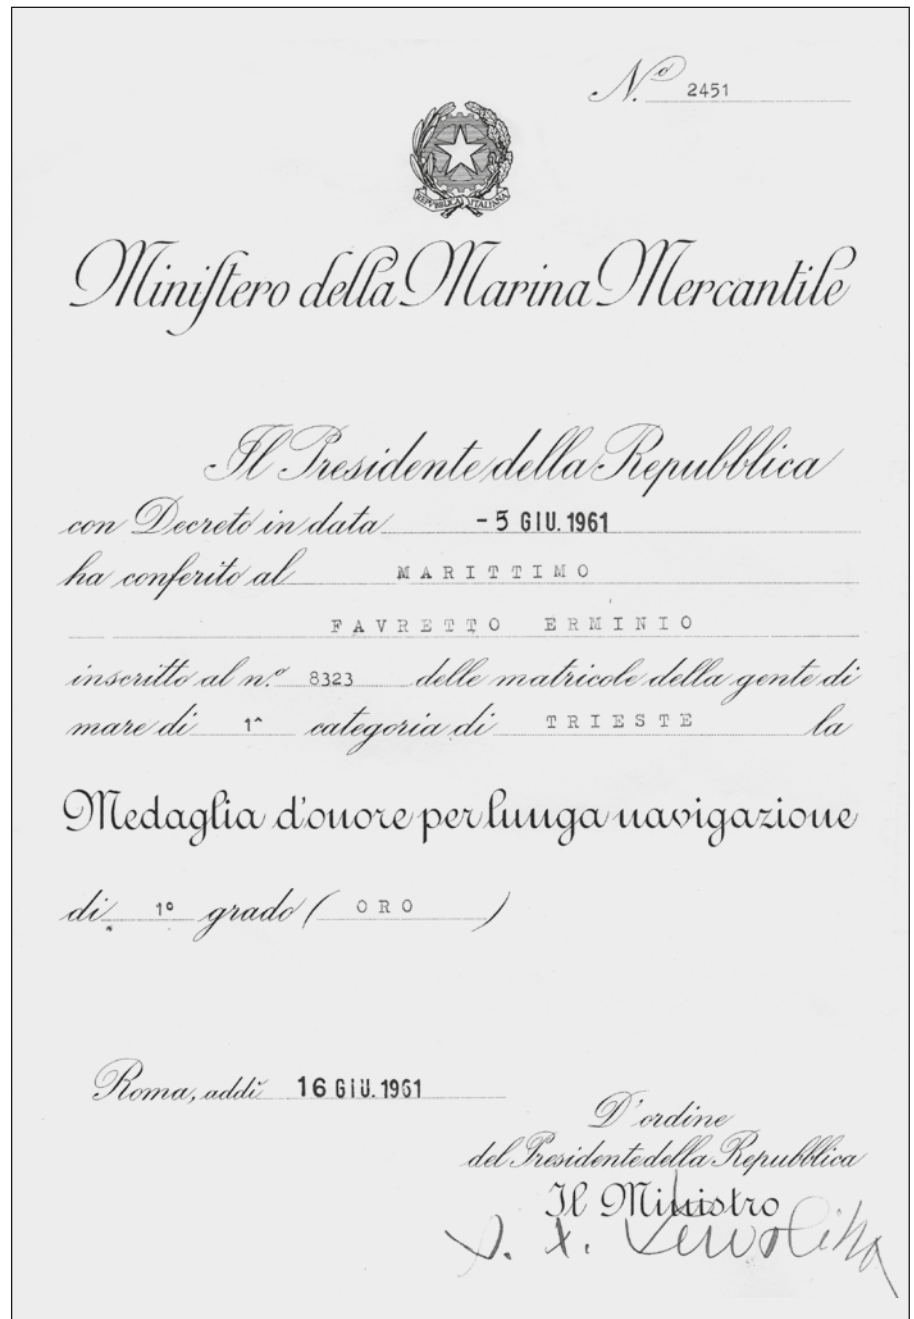 N.º 2451
REPVBBLICA ITALIANA
Ministero della Marina Mercantile
Il Presidente della Repubblica
con Decreto in data - 5 GIU. 1961
ha conferito al MARITTIMO
FAVRETTO ERMINIO
inscritto al n.º 8323 delle matricole della gente di
mare di 1^ categoria di TRIESTE la
Medaglia d'onore per lunga navigazione
di 1º grado ( ORO )
Roma, addì 16 GIU. 1961
D'ordine
del Presidente della Repubblica
Il Ministro